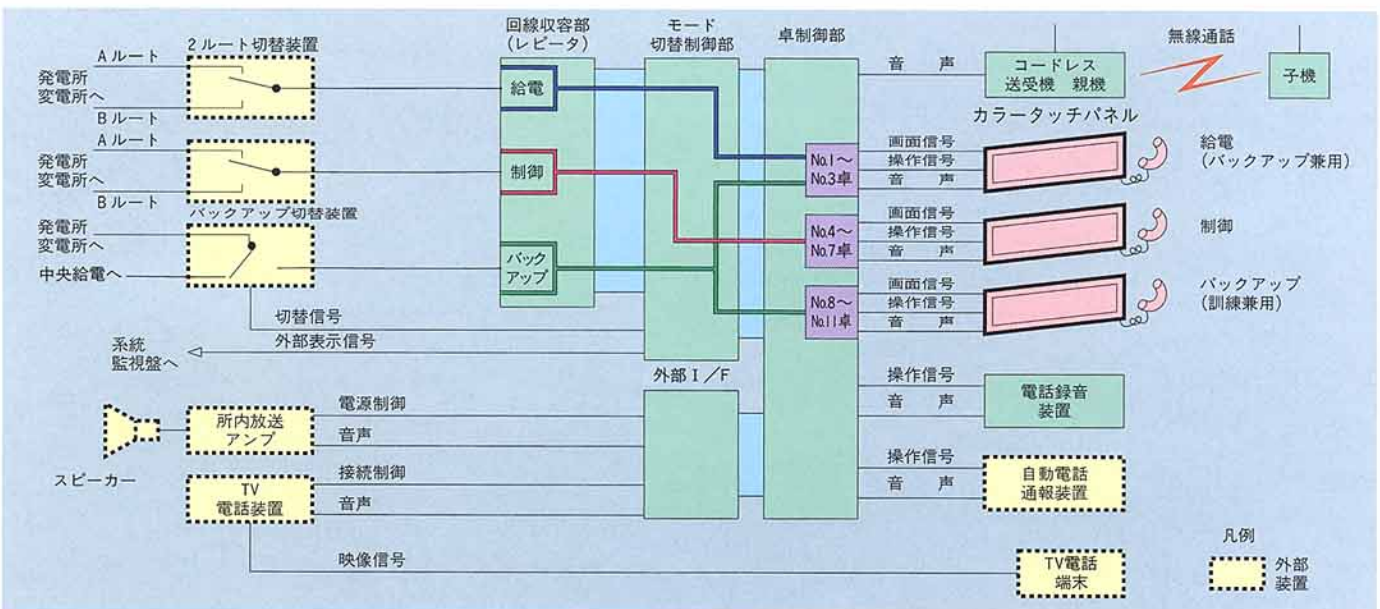 2ルート切替装置
Aルート
発電所
変電所へ
Bルート
Aルート
発電所
変電所へ
Bルート
バックアップ切替装置
発電所
変電所へ
中央給電へ
切替信号
外部表示信号
系統
監視盤へ
回線収容部
(レピータ)
給電
制御
バック
アップ
モード
切替制御部
卓制御部
No.1～
No.3卓
No.4～
No.7卓
No.8～
No.11卓
音 声
コードレス
送受機 親機
無線通話
子機
カラータッチパネル
画面信号
操作信号
音 声
給電
(バックアップ兼用)
画面信号
操作信号
音 声
制御
画面信号
操作信号
音 声
バックアップ
(訓練兼用)
外部I/F
スピーカー
所内放送
アンプ
電源制御
音声
TV
電話装置
接続制御
音声
映像信号
操作信号
音 声
電話録音
装置
操作信号
音 声
自動電話
通報装置
TV電話
端末
凡例
外部
装置